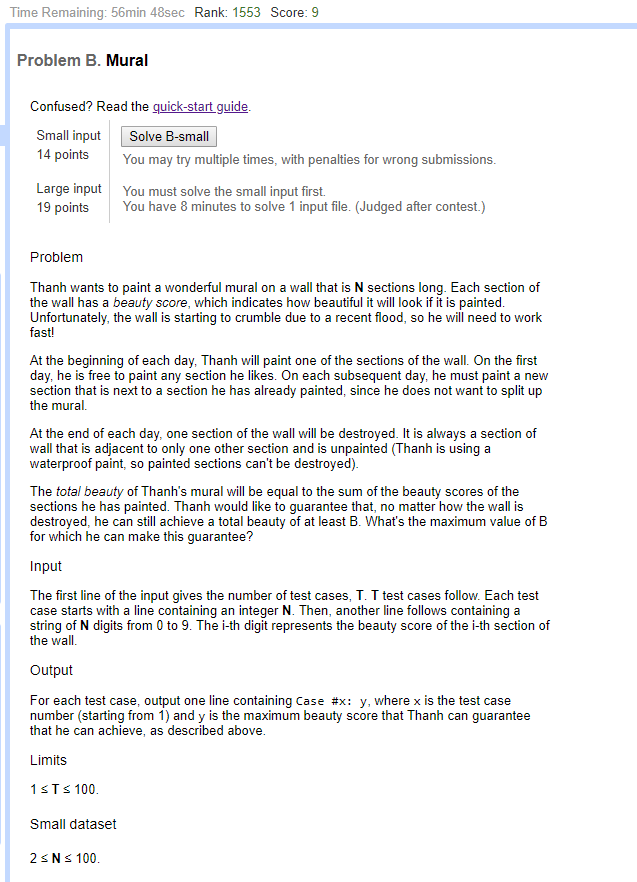 Time Remaining: 56min 48sec Rank: 1553 Score: 9
Problem B. Mural
Confused? Read the quick-start guide.
Small input
14 points
Solve B-small
You may try multiple times, with penalties for wrong submissions.
Large input
19 points
You must solve the small input first.
You have 8 minutes to solve 1 input file. (Judged after contest.)
Problem
Thanh wants to paint a wonderful mural on a wall that is N sections long. Each section of
the wall has a beauty score, which indicates how beautiful it will look if it is painted.
Unfortunately, the wall is starting to crumble due to a recent flood, so he will need to work
fast!
At the beginning of each day, Thanh will paint one of the sections of the wall. On the first
day, he is free to paint any section he likes. On each subsequent day, he must paint a new
section that is next to a section he has already painted, since he does not want to split up
the mural.
At the end of each day, one section of the wall will be destroyed. It is always a section of
wall that is adjacent to only one other section and is unpainted (Thanh is using a
waterproof paint, so painted sections can't be destroyed).
The total beauty of Thanh's mural will be equal to the sum of the beauty scores of the
sections he has painted. Thanh would like to guarantee that, no matter how the wall is
destroyed, he can still achieve a total beauty of at least B. What's the maximum value of B
for which he can make this guarantee?
Input
The first line of the input gives the number of test cases, T. T test cases follow. Each test
case starts with a line containing an integer N. Then, another line follows containing a
string of N digits from 0 to 9. The i-th digit represents the beauty score of the i-th section of
the wall.
Output
For each test case, output one line containing Case #x: y, where x is the test case
number (starting from 1) and y is the maximum beauty score that Thanh can guarantee
that he can achieve, as described above.
Limits
1 ≤ T ≤ 100.
Small dataset
2 ≤ N ≤ 100.